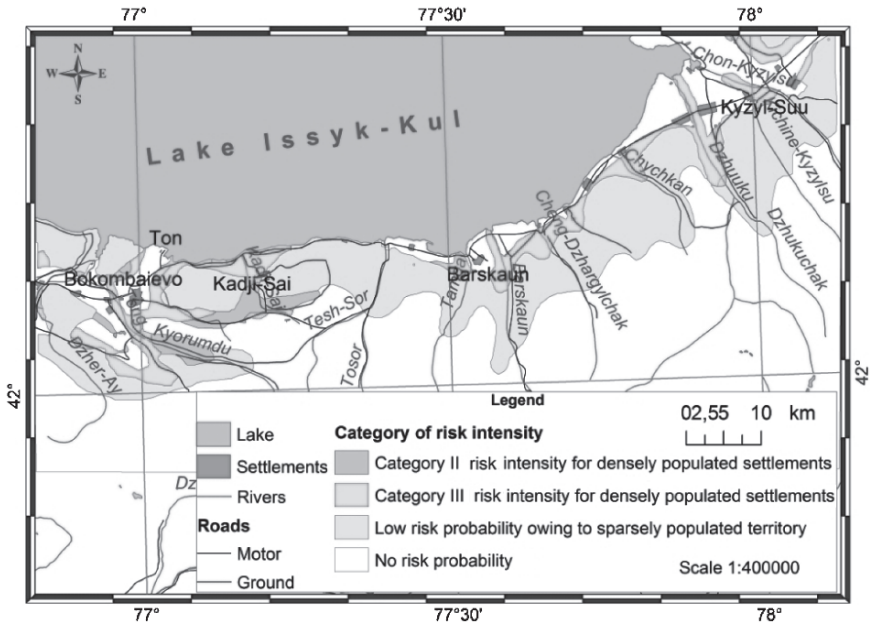 77° 77°30' 78°
N
W E
S
Lake Issyk-Kul
Chon-Kyzylsu
Kyzyl-Suu
Ichine-Kyzylsu
Chychkan
Dzhuuku
Dzhukuchak
Chong-Dzhargylchak
Ton
Bokombaievo
Kadji-Sai
Barskaun
Barskaun
Tesh-Sor
Kyorumdu
Tosor
Dzher-Ay
42° 42°
Dz
Legend
Lake
Settlements
Rivers
Roads
Motor
Ground
Category of risk intensity
Category II risk intensity for densely populated settlements
Category III risk intensity for densely populated settlements
Low risk probability owing to sparsely populated territory
No risk probability
02,55 10 km
Scale 1:400000
77° 77°30' 78°